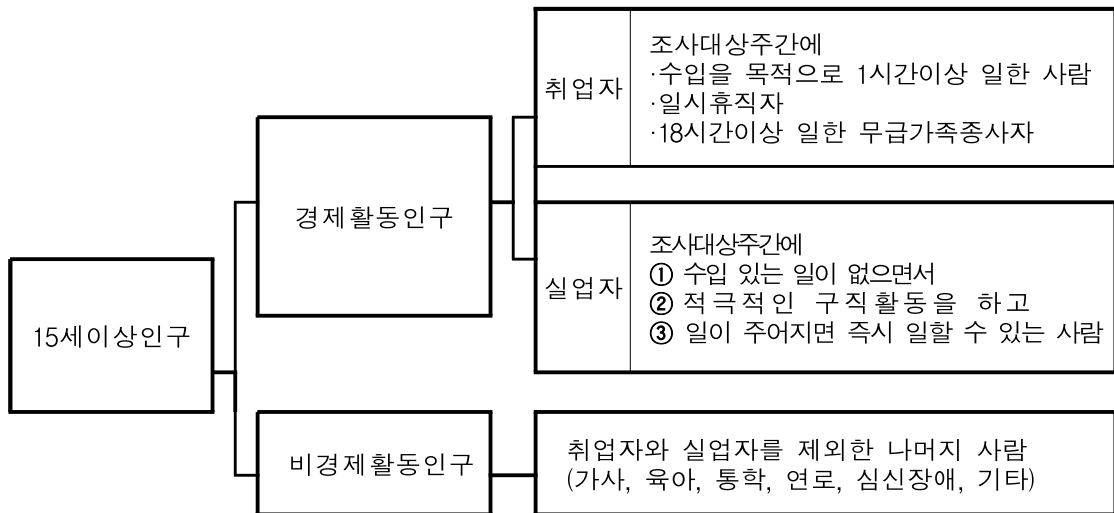 15세이상인구
경제활동인구
취업자
조사대상주간에
·수입을 목적으로 1시간이상 일한 사람
·일시휴직자
·18시간이상 일한 무급가족종사자
실업자
조사대상주간에
① 수입 있는 일이 없으면서
② 적극적인 구직활동을 하고
③ 일이 주어지면 즉시 일할 수 있는 사람
비경제활동인구
취업자와 실업자를 제외한 나머지 사람
(가사, 육아, 통학, 연로, 심신장애, 기타)